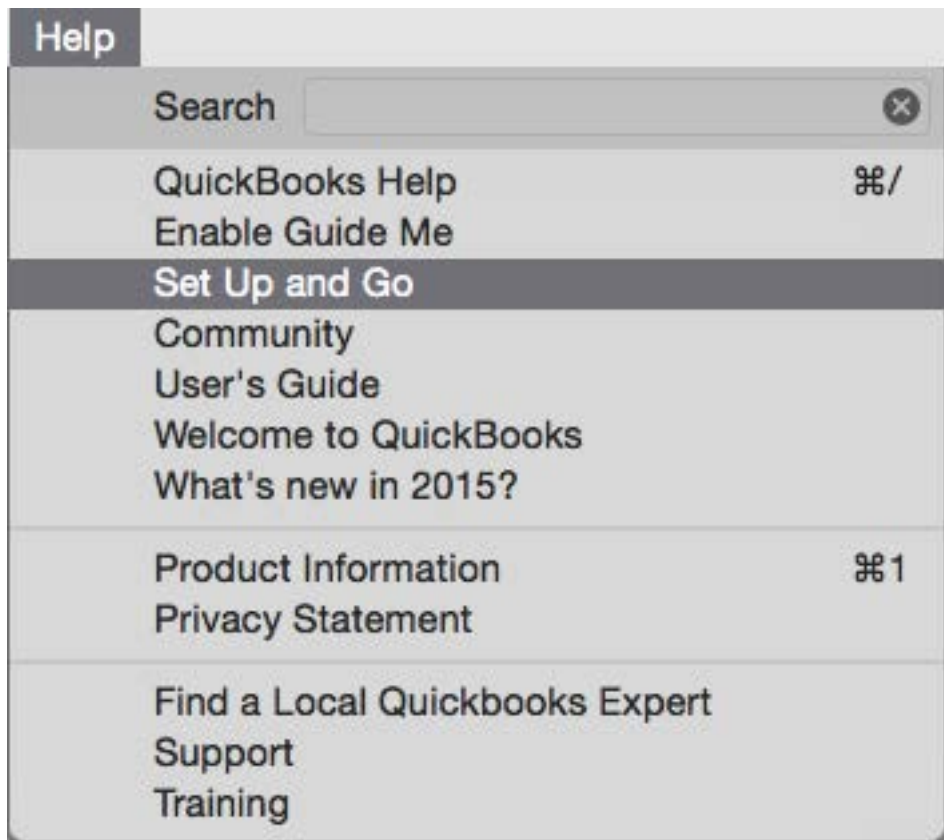 Help
Search
QuickBooks Help ⌘/
Enable Guide Me
Set Up and Go
Community
User's Guide
Welcome to QuickBooks
What's new in 2015?
Product Information ⌘1
Privacy Statement
Find a Local Quickbooks Expert
Support
Training